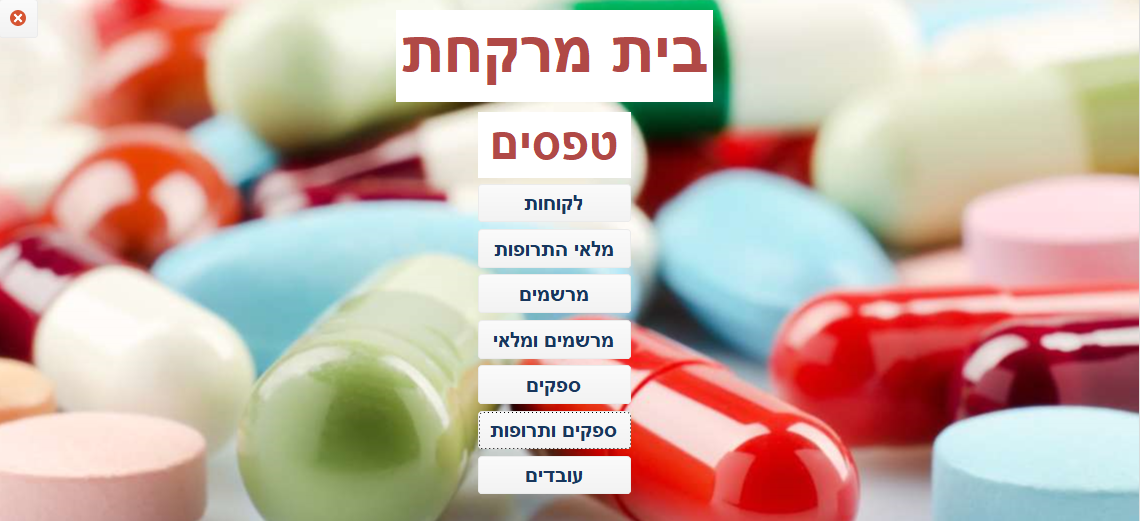 בית מרקחת
טפסים
לקוחות
מלאי התרופות
מרשמים
מרשמים ומלאי
ספקים
ספקים ותרופות
עובדים